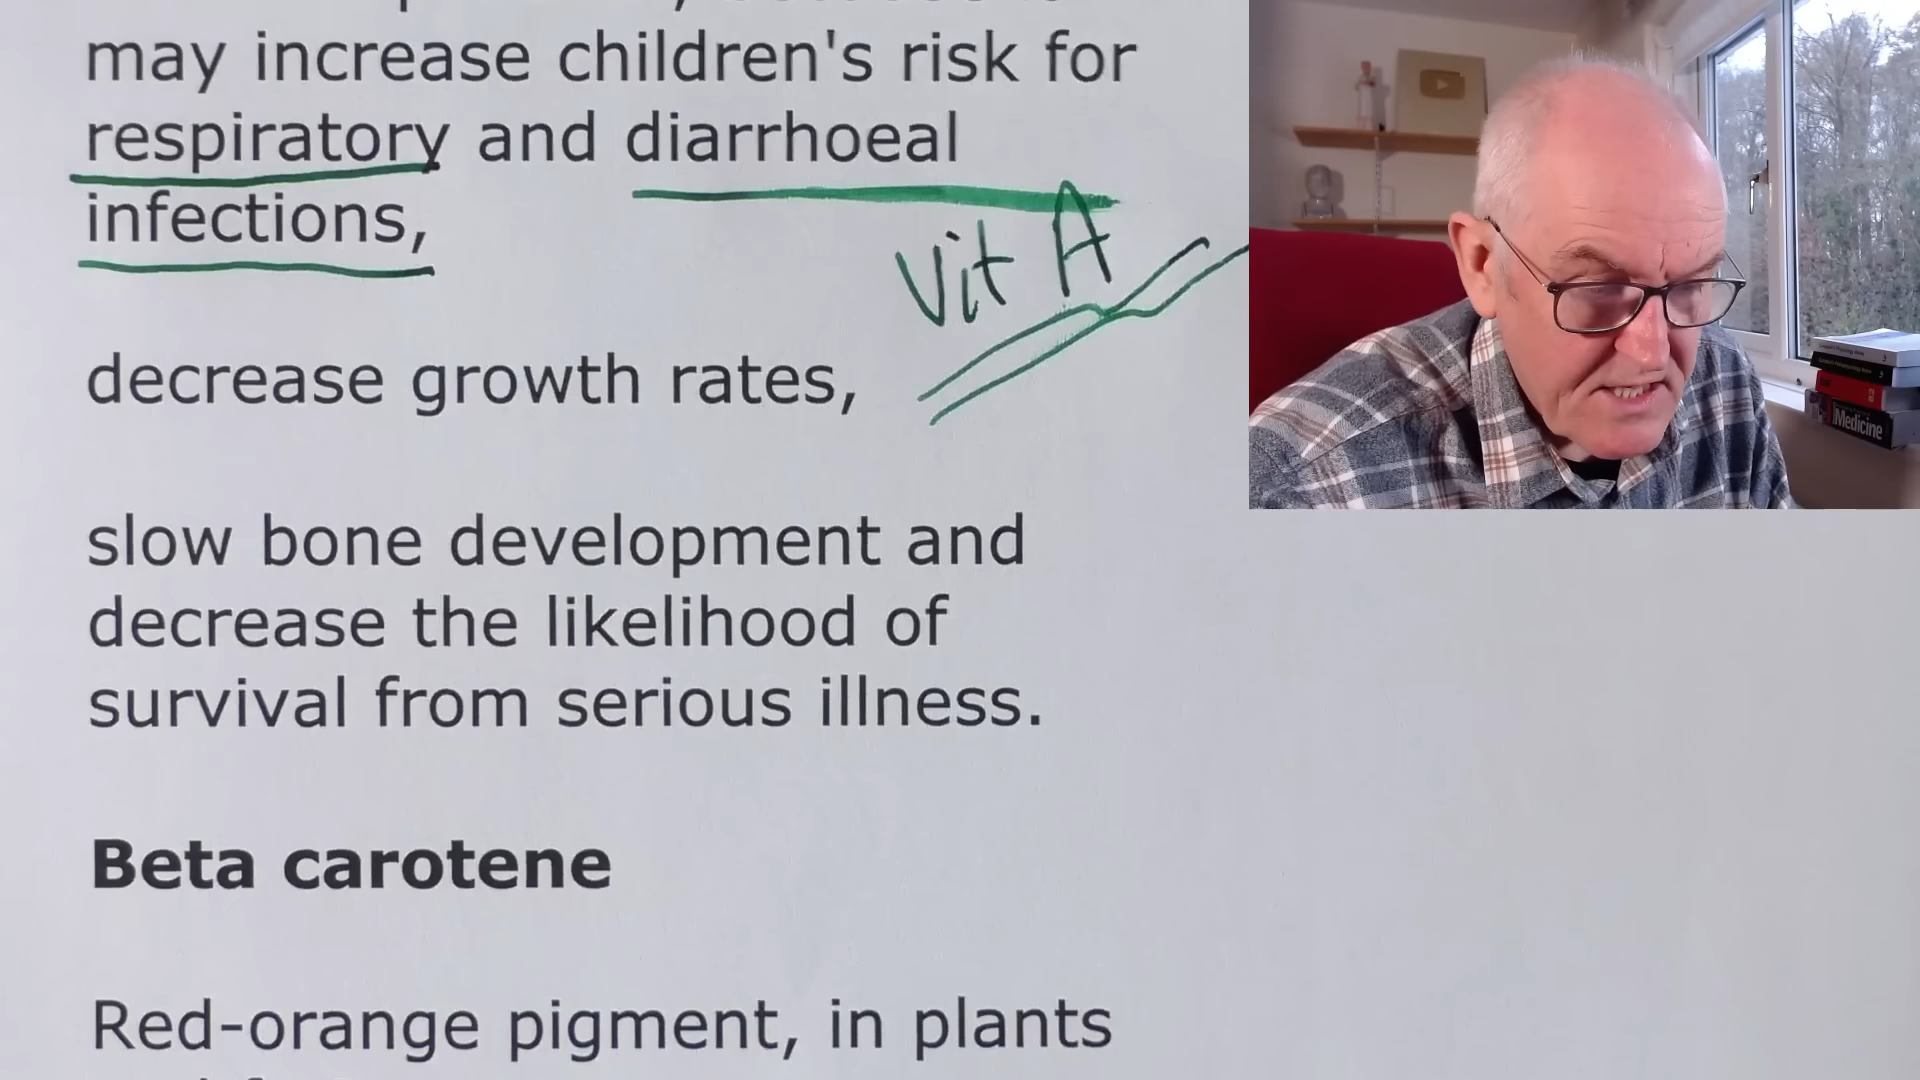 may increase children's risk for
respiratory and diarrhoeal
infections,
Vit A
decrease growth rates,
slow bone development and
decrease the likelihood of
survival from serious illness.
Beta carotene
Red-orange pigment, in plants
Medicine